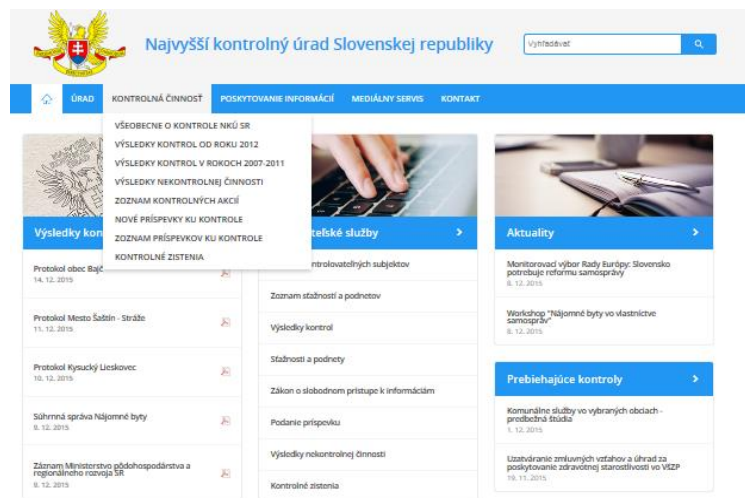 Najvyšší kontrolný úrad Slovenskej republiky
Vyhľadávať
ÚRAD
KONTROLNÁ ČINNOSŤ
POSKYTOVANIE INFORMÁCIÍ
MEDIÁLNY SERVIS
KONTAKT
VŠEOBECNE O KONTROLE NKÚ SR
VÝSLEDKY KONTROL OD ROKU 2012
VÝSLEDKY KONTROL V ROKOCH 2007-2011
VÝSLEDKY NEKONTROLNEJ ČINNOSTI
ZOZNAM KONTROLNÝCH AKCIÍ
NOVÉ PRÍSPEVKY KU KONTROLE
ZOZNAM PRÍSPEVKOV KU KONTROLE
KONTROLNÉ ZISTENIA
Výsledky kon
Protokol obec Bajč
14. 12. 2015
Protokol Mesto Šaštín - Stráže
11. 12. 2015
Protokol Kysucký Lieskovec
10. 12. 2015
Súhrnná správa Nájomné byty
9. 12. 2015
Záznam Ministerstvo pôdohospodárstva a
regionálneho rozvoja SR
9. 12. 2015
teľské služby
ntrolovateľných subjektov
Zoznam sťažností a podnetov
Výsledky kontrol
Sťažnosti a podnety
Zákon o slobodnom prístupe k informáciám
Podanie príspevku
Výsledky nekontrolnej činnosti
Kontrolné zistenia
Aktuality
Monitorovací výbor Rady Európy: Slovensko
potrebuje reformu samosprávy
8. 12. 2015
Workshop "Nájomné byty vo vlastníctve
samospráv"
8. 12. 2015
Prebiehajúce kontroly
Komunálne služby vo vybraných obciach -
predbežná štúdia
1. 12. 2015
Uzatváranie zmluvných vzťahov a úhrad za
poskytovanie zdravotnej starostlivosti vo VšZP
19. 11. 2015